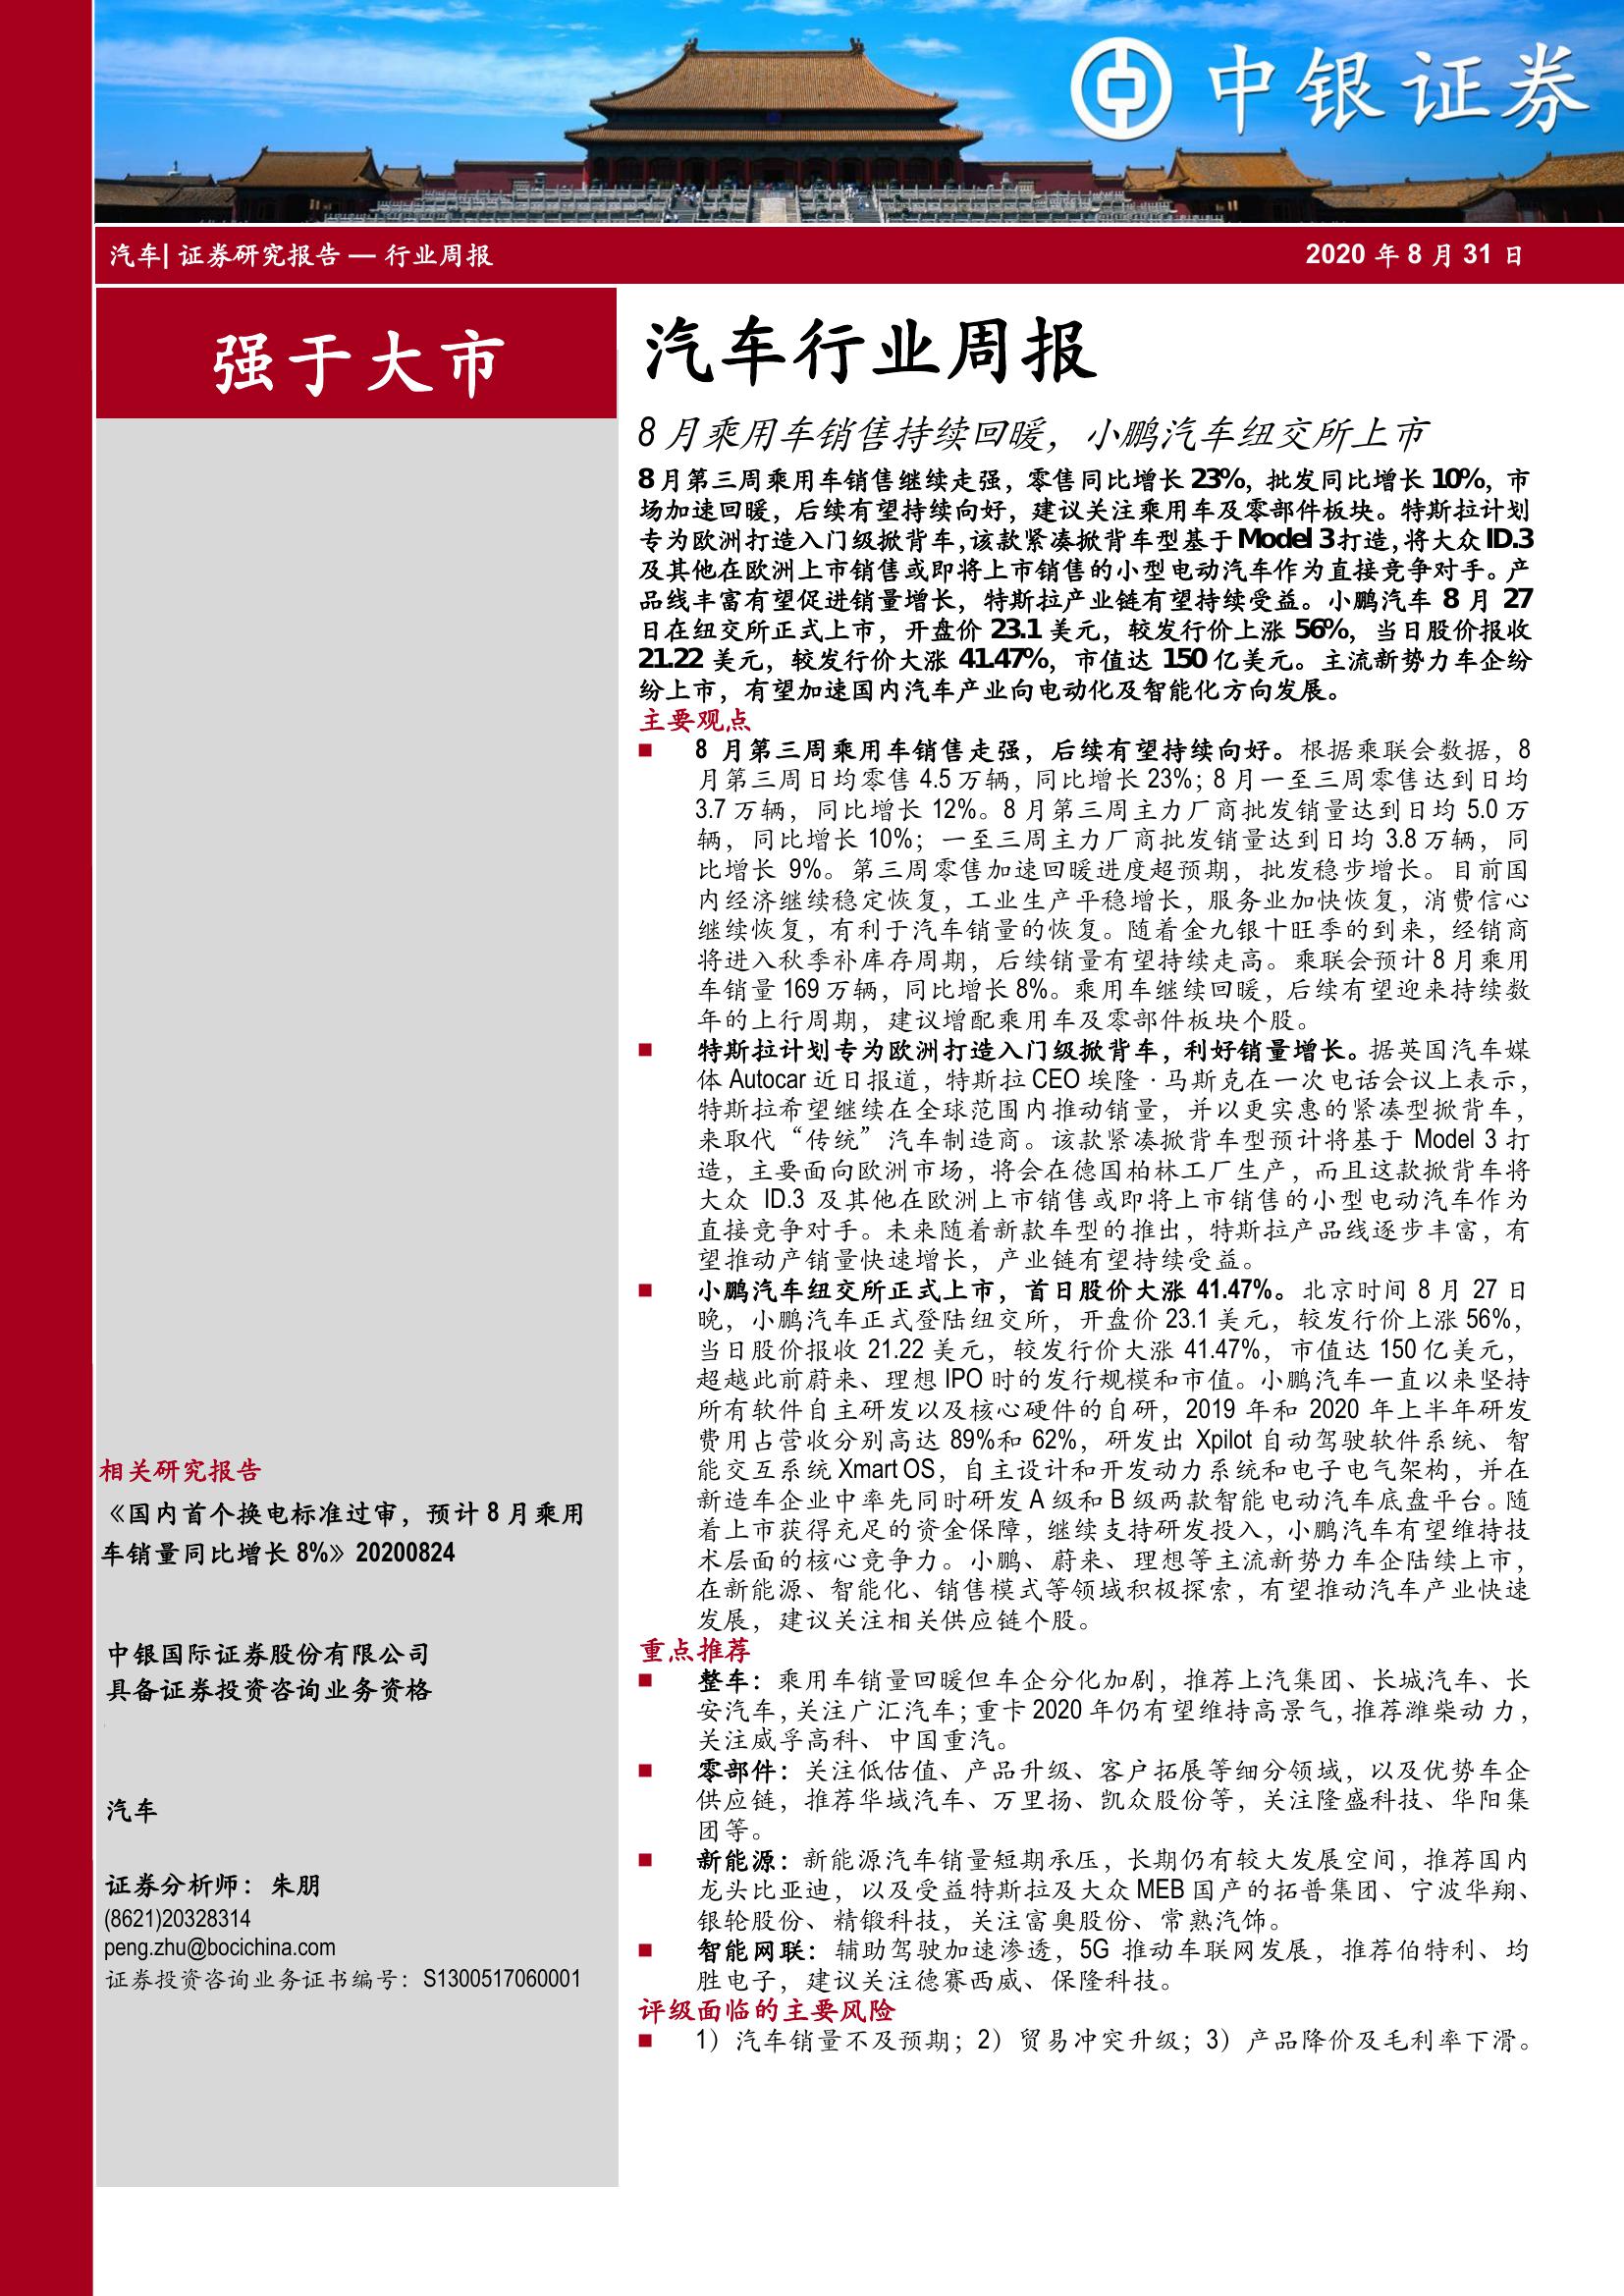 中银证券
汽车| 证券研究报告 — 行业周报
2020 年 8 月 31 日
强于大市
汽车行业周报
8 月乘用车销售持续回暖，小鹏汽车纽交所上市
8 月第三周乘用车销售继续走强，零售同比增长 23%，批发同比增长 10%，市
场加速回暖，后续有望持续向好，建议关注乘用车及零部件板块。特斯拉计划
专为欧洲打造入门级掀背车，该款紧凑掀背车型基于 Model 3 打造，将大众 ID.3
及其他在欧洲上市销售或即将上市销售的小型电动汽车作为直接竞争对手。产
品线丰富有望促进销量增长，特斯拉产业链有望持续受益。小鹏汽车 8 月 27
日在纽交所正式上市，开盘价 23.1 美元，较发行价上涨 56%，当日股价报收
21.22 美元，较发行价大涨 41.47%，市值达 150 亿美元。主流新势力车企纷
纷上市，有望加速国内汽车产业向电动化及智能化方向发展。
主要观点
■ 8 月第三周乘用车销售走强，后续有望持续向好。根据乘联会数据，8
月第三周日均零售 4.5 万辆，同比增长 23%；8 月一至三周零售达到日均
3.7 万辆，同比增长 12%。8 月第三周主力厂商批发销量达到日均 5.0 万
辆，同比增长 10%；一至三周主力厂商批发销量达到日均 3.8 万辆，同
比增长 9%。第三周零售加速回暖进度超预期，批发稳步增长。目前国
内经济继续稳定恢复，工业生产平稳增长，服务业加快恢复，消费信心
继续恢复，有利于汽车销量的恢复。随着金九银十旺季的到来，经销商
将进入秋季补库存周期，后续销量有望持续走高。乘联会预计 8 月乘用
车销量 169 万辆，同比增长 8%。乘用车继续回暖，后续有望迎来持续数
年的上行周期，建议增配乘用车及零部件板块个股。
■ 特斯拉计划专为欧洲打造入门级掀背车，利好销量增长。据英国汽车媒
体 Autocar 近日报道，特斯拉 CEO 埃隆·马斯克在一次电话会议上表示，
特斯拉希望继续在全球范围内推动销量，并以更实惠的紧凑型掀背车，
来取代“传统”汽车制造商。该款紧凑掀背车型预计将基于 Model 3 打
造，主要面向欧洲市场，将会在德国柏林工厂生产，而且这款掀背车将
大众 ID.3 及其他在欧洲上市销售或即将上市销售的小型电动汽车作为
直接竞争对手。未来随着新款车型的推出，特斯拉产品线逐步丰富，有
望推动产销量快速增长，产业链有望持续受益。
■ 小鹏汽车纽交所正式上市，首日股价大涨 41.47%。北京时间 8 月 27 日
晚，小鹏汽车正式登陆纽交所，开盘价 23.1 美元，较发行价上涨 56%，
当日股价报收 21.22 美元，较发行价大涨 41.47%，市值达 150 亿美元，
超越此前蔚来、理想 IPO 时的发行规模和市值。小鹏汽车一直以来坚持
所有软件自主研发以及核心硬件的自研，2019 年和 2020 年上半年研发
费用占营收分别高达 89%和 62%，研发出 Xpilot 自动驾驶软件系统、智
能交互系统 Xmart OS，自主设计和开发动力系统和电子电气架构，并在
新造车企业中率先同时研发 A 级和 B 级两款智能电动汽车底盘平台。随
着上市获得充足的资金保障，继续支持研发投入，小鹏汽车有望维持技
术层面的核心竞争力。小鹏、蔚来、理想等主流新势力车企陆续上市，
在新能源、智能化、销售模式等领域积极探索，有望推动汽车产业快速
发展，建议关注相关供应链个股。
重点推荐
■ 整车：乘用车销量回暖但车企分化加剧，推荐上汽集团、长城汽车、长
安汽车，关注广汇汽车；重卡 2020 年仍有望维持高景气，推荐潍柴动力，
关注威孚高科、中国重汽。
■ 零部件：关注低估值、产品升级、客户拓展等细分领域，以及优势车企
供应链，推荐华域汽车、万里扬、凯众股份等，关注隆盛科技、华阳集
团等。
■ 新能源：新能源汽车销量短期承压，长期仍有较大发展空间，推荐国内
龙头比亚迪，以及受益特斯拉及大众 MEB 国产的拓普集团、宁波华翔、
银轮股份、精锻科技，关注富奥股份、常熟汽饰。
■ 智能网联：辅助驾驶加速渗透，5G 推动车联网发展，推荐伯特利、均
胜电子，建议关注德赛西威、保隆科技。
评级面临的主要风险
■ 1）汽车销量不及预期；2）贸易冲突升级；3）产品降价及毛利率下滑。
相关研究报告
《国内首个换电标准过审，预计 8 月乘用
车销量同比增长 8%》20200824
中银国际证券股份有限公司
具备证券投资咨询业务资格
汽车
证券分析师：朱朋
(8621)20328314
peng.zhu@bocichina.com
证券投资咨询业务证书编号：S1300517060001